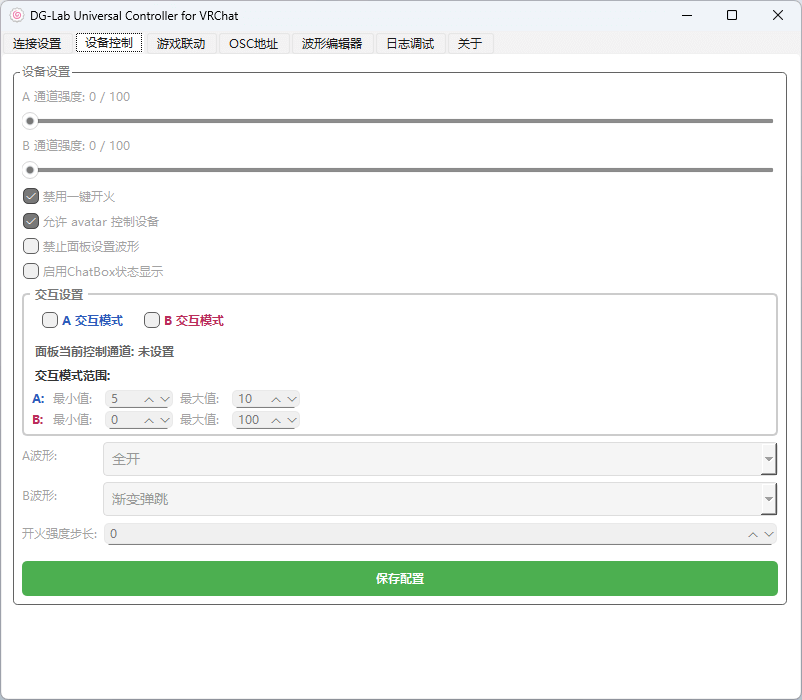 DG-Lab Universal Controller for VRChat
连接设置 设备控制 游戏联动 OSC地址 波形编辑器 日志调试 关于
设备设置
A 通道强度: 0 / 100
B 通道强度: 0 / 100
禁用一键开火
允许 avatar 控制设备
禁止面板设置波形
启用ChatBox状态显示
交互设置
A 交互模式 B 交互模式
面板当前控制通道: 未设置
交互模式范围:
A: 最小值: 5 最大值: 10
B: 最小值: 0 最大值: 100
A波形: 全开
B波形: 渐变弹跳
开火强度步长: 0
保存配置